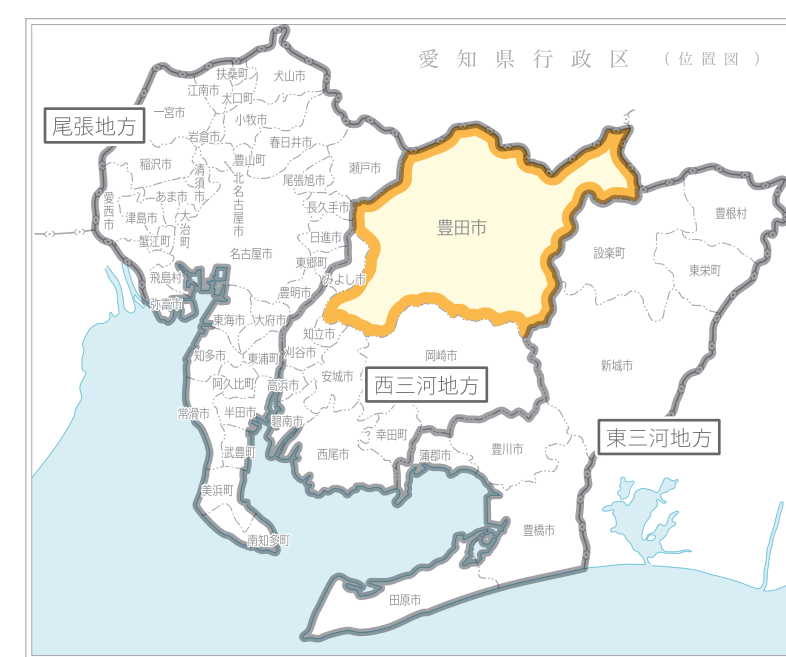 愛知県行政区 (位置図)
扶桑町
犬山市
江南市
大口町
一宮市
小牧市
尾張地方
岩倉市
春日井市
稲沢市
豊山町
瀬戸市
清須市
北名古屋市
尾張旭市
愛西市
あま市
長久手市
津島市
大治町
豊田市
豊根村
蟹江町
日進市
名古屋市
設楽町
東郷町
東栄町
飛島村
みよし市
豊明市
弥富市
東海市
大府市
知立市
知多市
東浦町
刈谷市
岡崎市
新城市
安城市
阿久比町
高浜市
西三河地方
常滑市
半田市
碧南市
幸田町
東三河地方
武豊町
西尾市
蒲郡市
豊川市
美浜町
豊橋市
南知多町
田原市